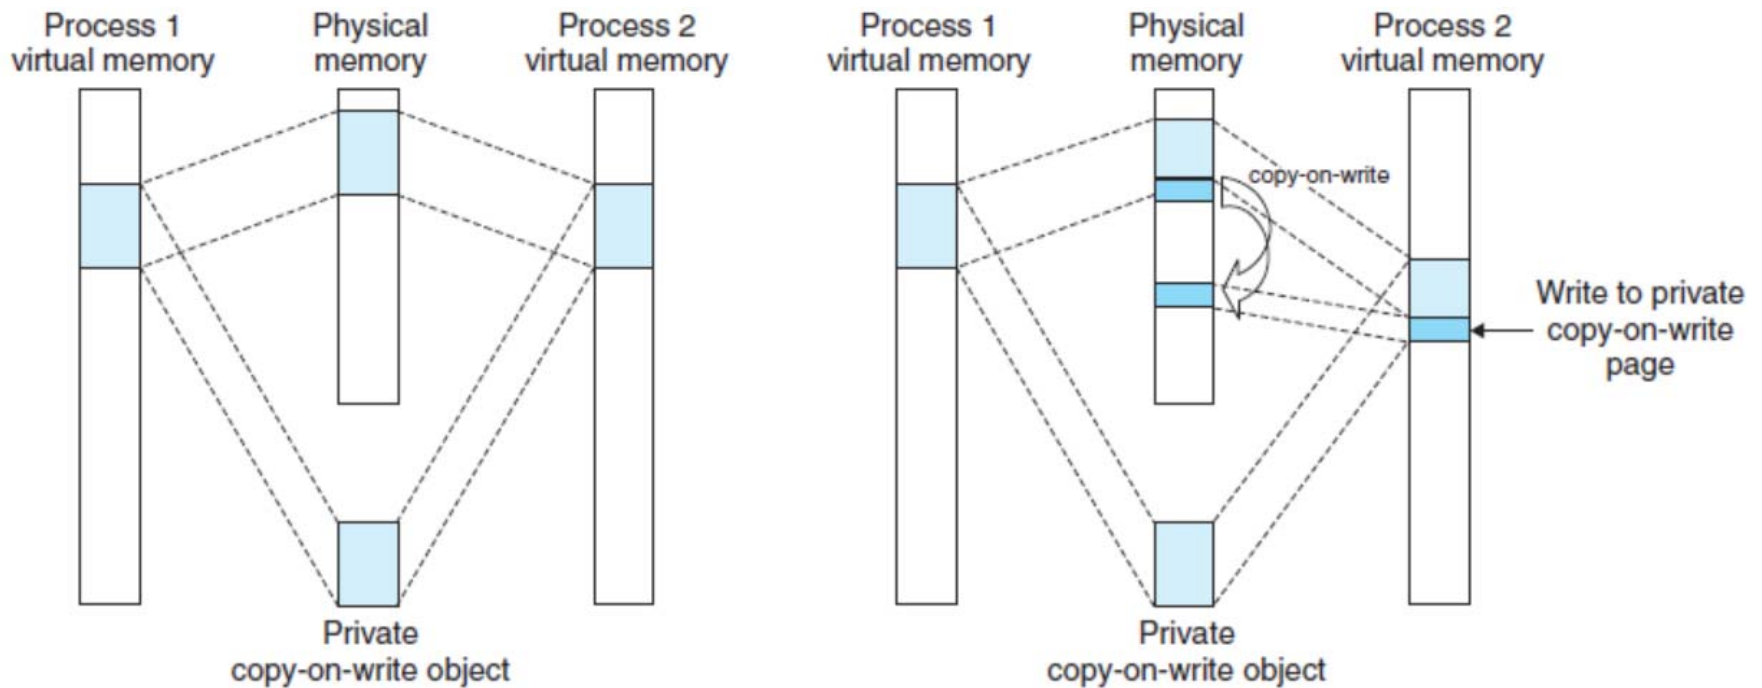 Process 1
virtual memory
Physical
memory
Process 2
virtual memory
Private
copy-on-write object
Process 1
virtual memory
Physical
memory
Process 2
virtual memory
copy-on-write
Write to private
copy-on-write
page
Private
copy-on-write object